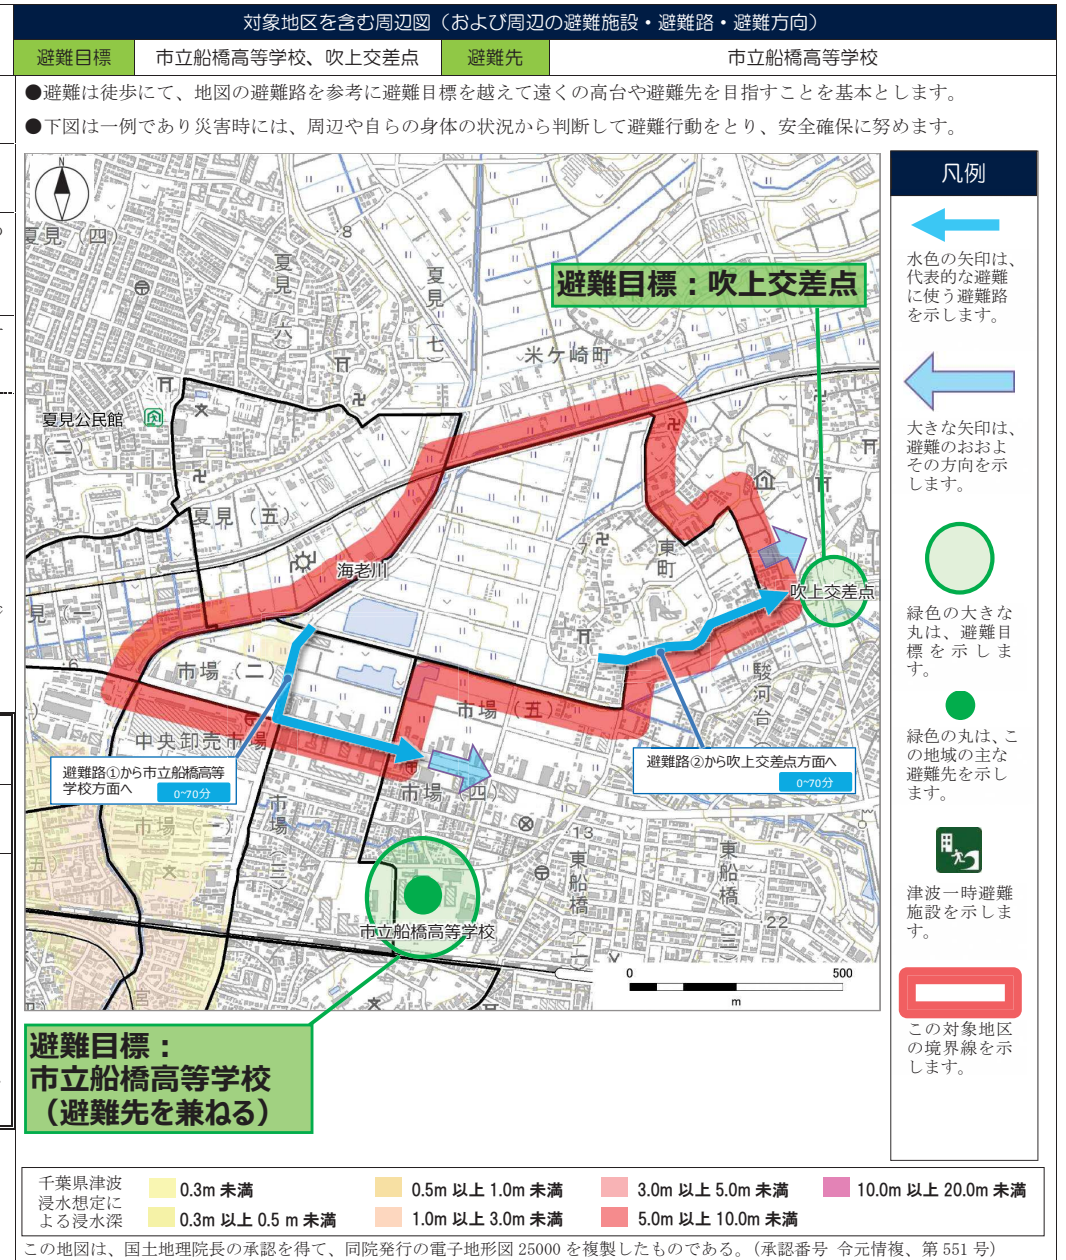 対象地区を含む周辺図（および周辺の避難施設・避難路・避難方向）
避難目標 市立船橋高等学校、吹上交差点 避難先 市立船橋高等学校
●避難は徒歩にて、地図の避難路を参考に避難目標を越えて遠くの高台や避難先を目指すことを基本とします。
●下図は一例であり災害時には、周辺や自らの身体の状況から判断して避難行動をとり、安全確保に努めます。
N
夏見（四）
8
夏見（六）
夏見（七）
避難目標：吹上交差点
米ケ崎町
夏見公民館
（二）
夏見（五）
海老川
7
東町
吹上交差点
見（一）
6
市場（二）
市場（五）
駿河台
中央卸売市場
避難路①から市立船橋高等
学校方面へ
0~70分
避難路②から吹上交差点方面へ
0~70分
市場（四）
市場（一）
市場（三）
13
東船橋
東船橋（三）
22
五
市立船橋高等学校
宮
0 500
m
避難目標：
市立船橋高等学校
（避難先を兼ねる）
凡例
水色の矢印は、
代表的な避難
に使う避難路
を示します。
大きな矢印は、
避難のおおよ
その方向を示
します。
緑色の大きな
丸は、避難目
標を示しま
す。
緑色の丸は、こ
の地域の主な
避難先を示し
ます。
津波一時避難
施設を示しま
す。
この対象地区
の境界線を示
します。
千葉県津波
浸水想定に
よる浸水深
0.3m 未満
0.3m 以上 0.5 m 未満
0.5m 以上 1.0m 未満
1.0m 以上 3.0m 未満
3.0m 以上 5.0m 未満
5.0m 以上 10.0m 未満
10.0m 以上 20.0m 未満
この地図は、国土地理院長の承認を得て、同院発行の電子地形図 25000 を複製したものである。（承認番号 令元情複、第 551 号）